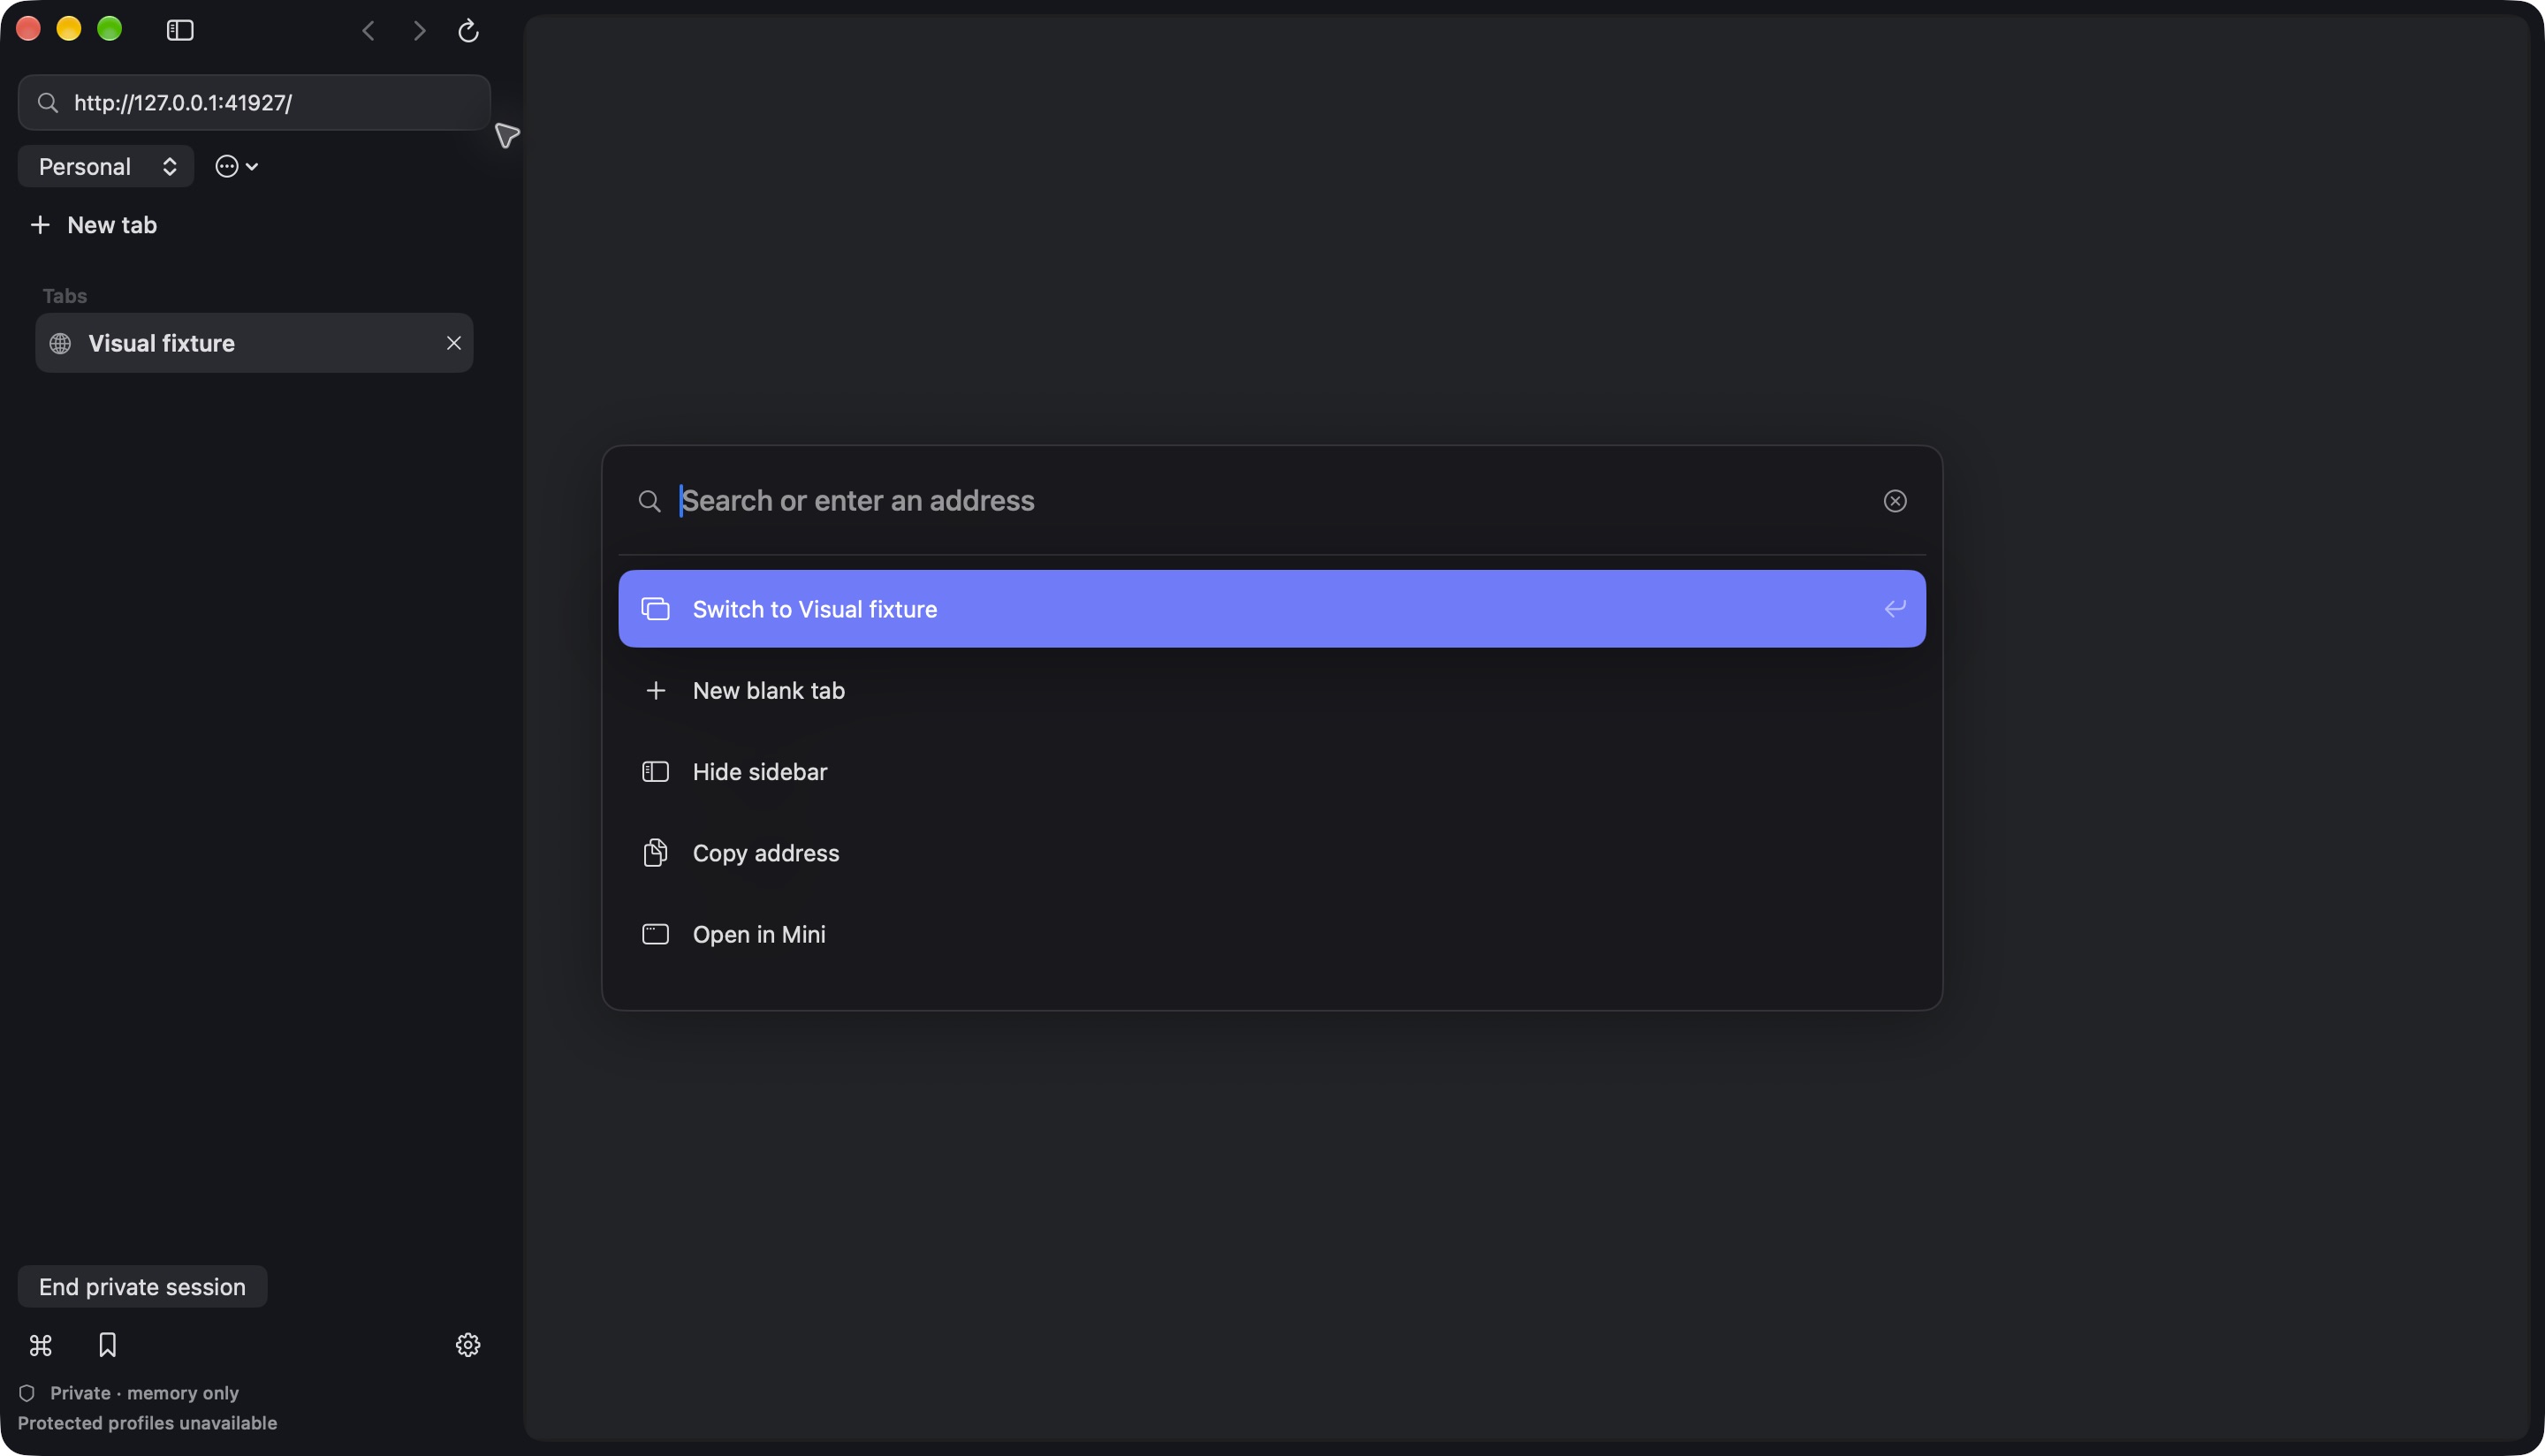 http://127.0.0.1:41927/
Personal
New tab
Tabs
Visual fixture
Search or enter an address
Switch to Visual fixture
New blank tab
Hide sidebar
Copy address
Open in Mini
End private session
Private · memory only
Protected profiles unavailable